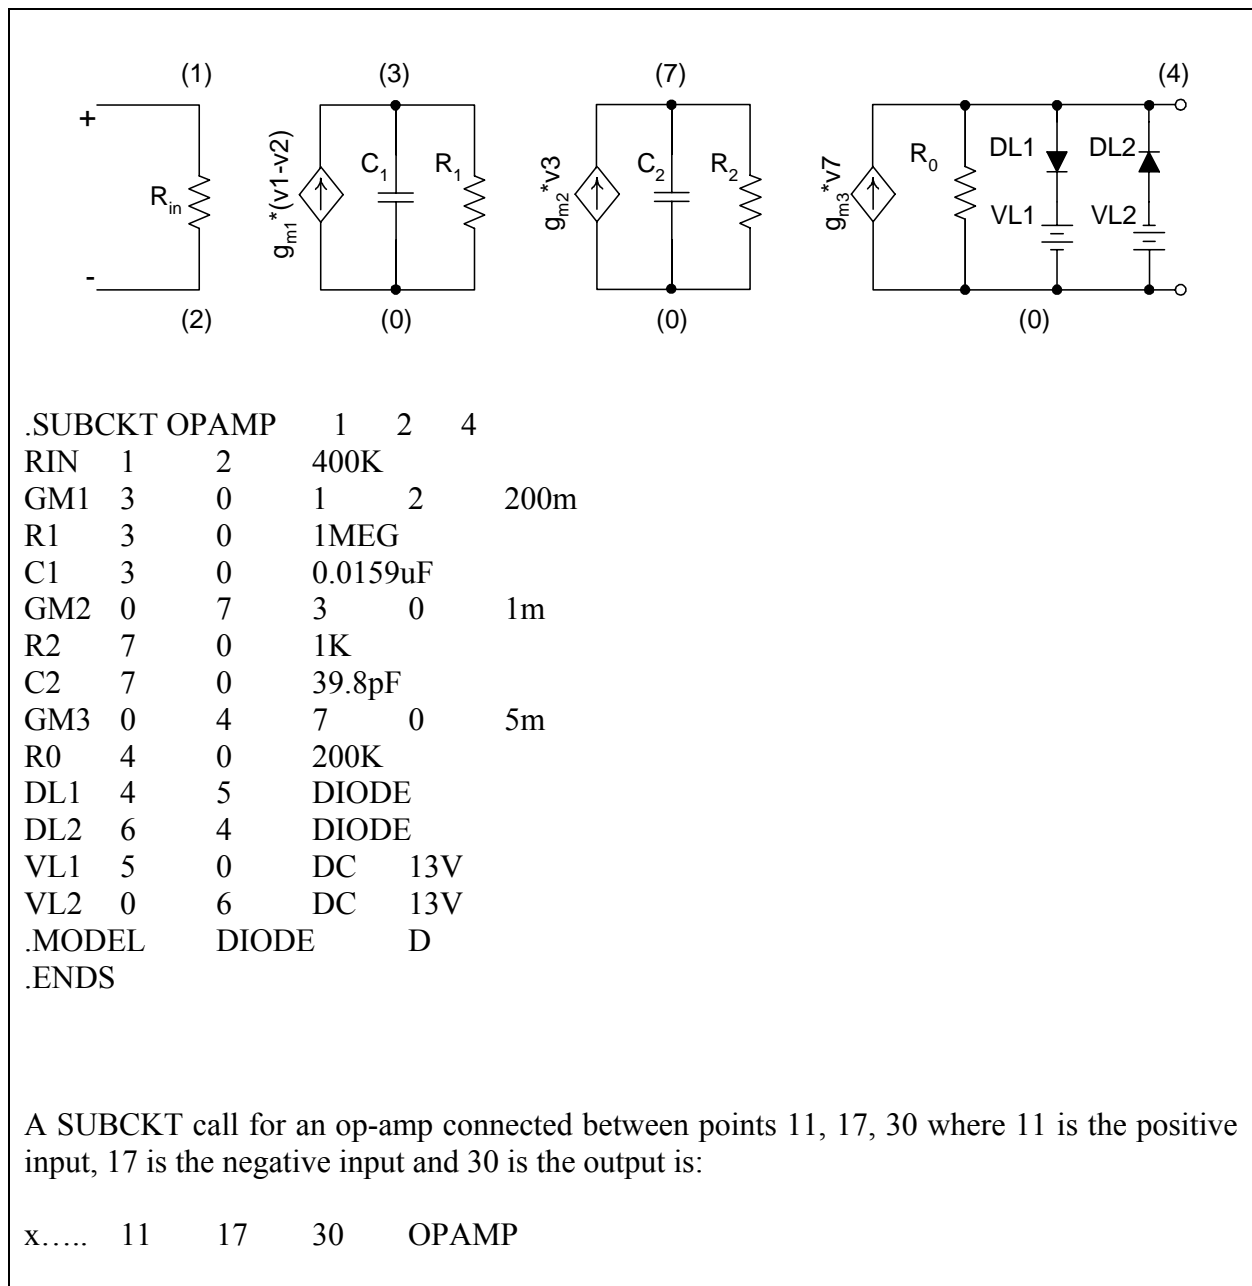 (1) (3) (7) (4)
+
R_in
-
(2)
g_m1*(v1-v2)
C_1
R_1
(0)
g_m2*v3
C_2
R_2
(0)
g_m3*v7
R_0
DL1
VL1
DL2
VL2
(0)
.SUBCKT OPAMP 1 2 4
RIN 1 2 400K
GM1 3 0 1 2 200m
R1 3 0 1MEG
C1 3 0 0.0159uF
GM2 0 7 3 0 1m
R2 7 0 1K
C2 7 0 39.8pF
GM3 0 4 7 0 5m
R0 4 0 200K
DL1 4 5 DIODE
DL2 6 4 DIODE
VL1 5 0 DC 13V
VL2 0 6 DC 13V
.MODEL DIODE D
.ENDS
A SUBCKT call for an op-amp connected between points 11, 17, 30 where 11 is the positive
input, 17 is the negative input and 30 is the output is:
x….. 11 17 30 OPAMP